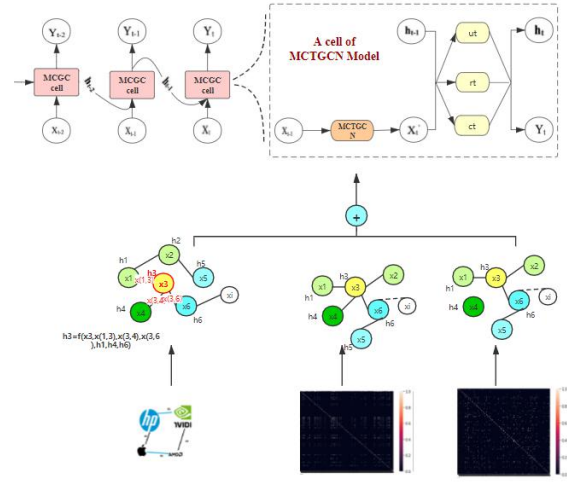 Yt-2
Yt-1
Yt
MCGC
cell
ht-2
MCGC
cell
ht-1
MCGC
cell
Xt-2
Xt-1
Xt
A cell of
MCTGCN Model
ht-1
ut
ht
rt
Xt-2
MCTGC
N
Xt'
ct
Yt
+
h2
x2
h1
x1
x(1,3)
h3
x3
h5
x5
x(3,4)
x(3,6)
h4
x4
x6
xi
h6
h3=f(x3,x(1,3),x(3,4),x(3,6
),h1,h4,h6)
x2
h3
x3
x1
h1
x6
xi
h4
x4
h6
x5
h5
x2
h3
x3
x1
h1
x6
xi
h4
x4
h6
x5
h5
hp
AMD